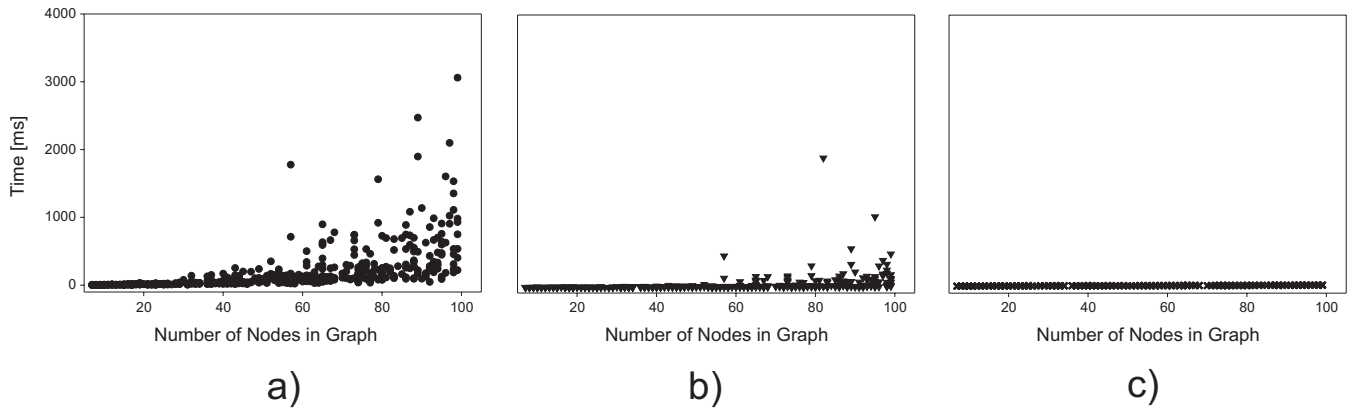 4000
3000
2000
1000
0
Time [ms]
20 40 60 80 100
20 40 60 80 100
20 40 60 80 100
Number of Nodes in Graph
Number of Nodes in Graph
Number of Nodes in Graph
a)
b)
c)